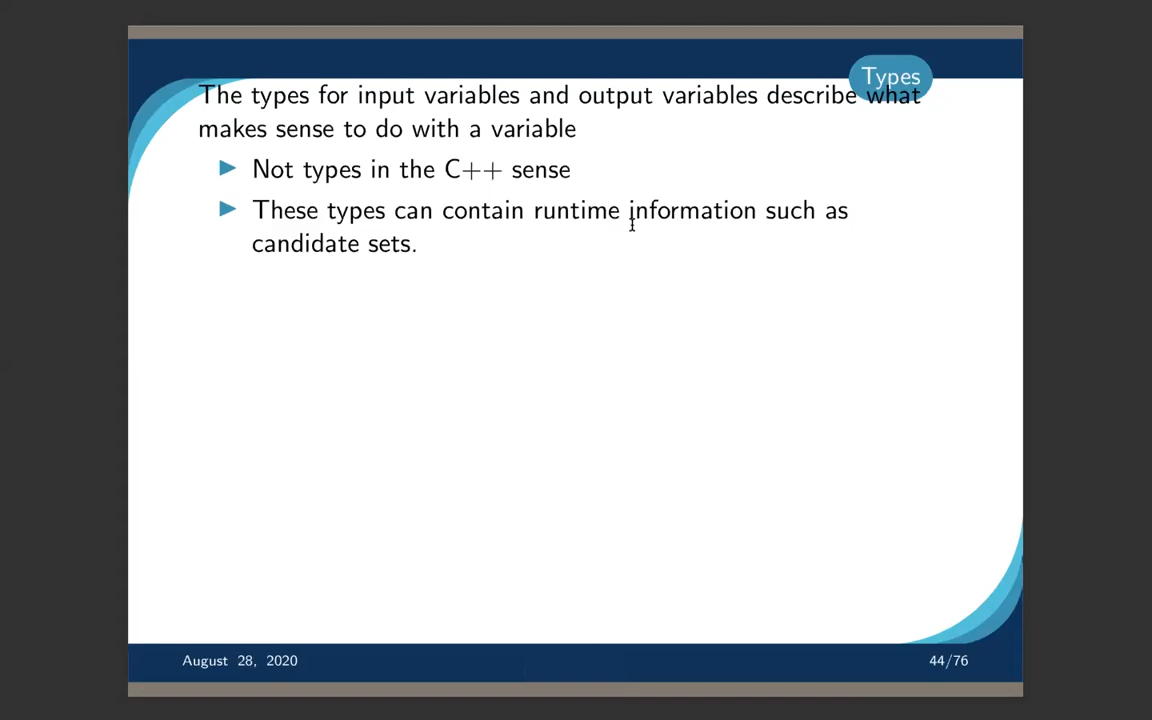 Types
The types for input variables and output variables describe what
makes sense to do with a variable
▶ Not types in the C++ sense
▶ These types can contain runtime information such as
candidate sets.
August 28, 2020
44/76